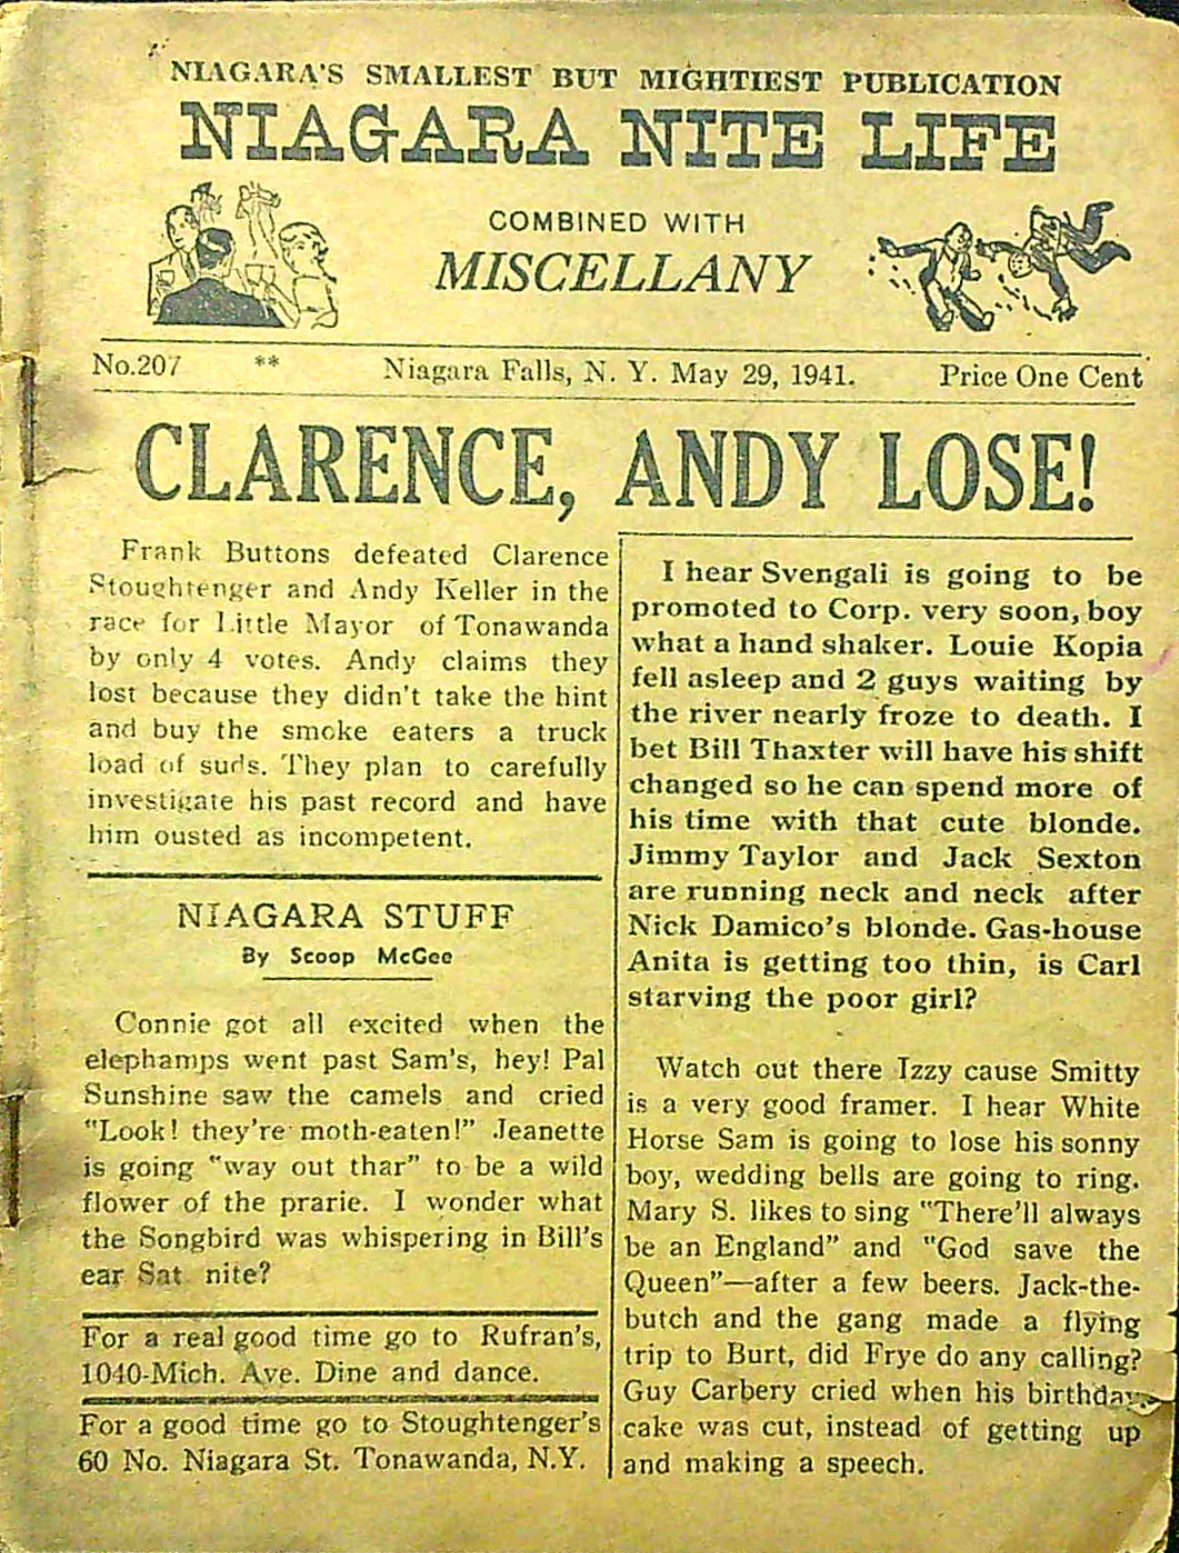 NIAGARA'S SMALLEST BUT MIGHTIEST PUBLICATION
NIAGARA NITE LIFE
COMBINED WITH
MISCELLANY
No.207 ** Niagara Falls, N. Y. May 29, 1941. Price One Cent
CLARENCE, ANDY LOSE!
Frank Buttons defeated Clarence
Stoughtenger and Andy Keller in the
race for Little Mayor of Tonawanda
by only 4 votes. Andy claims they
lost because they didn't take the hint
and buy the smoke eaters a truck
load of suds. They plan to carefully
investigate his past record and have
him ousted as incompetent.
NIAGARA STUFF
By Scoop McGee
Connie got all excited when the
elephamps went past Sam's, hey! Pal
Sunshine saw the camels and cried
"Look! they're moth-eaten!" Jeanette
is going "way out thar" to be a wild
flower of the prarie. I wonder what
the Songbird was whispering in Bill's
ear Sat. nite?
For a real good time go to Rufran's,
1040-Mich. Ave. Dine and dance.
For a good time go to Stoughtenger's
60 No. Niagara St. Tonawanda, N.Y.
I hear Svengali is going to be
promoted to Corp. very soon, boy
what a hand shaker. Louie Kopia
fell asleep and 2 guys waiting by
the river nearly froze to death. I
bet Bill Thaxter will have his shift
changed so he can spend more of
his time with that cute blonde.
Jimmy Taylor and Jack Sexton
are running neck and neck after
Nick Damico's blonde. Gas-house
Anita is getting too thin, is Carl
starving the poor girl?
Watch out there Izzy cause Smitty
is a very good framer. I hear White
Horse Sam is going to lose his sonny
boy, wedding bells are going to ring.
Mary S. likes to sing "There'll always
be an England" and "God save the
Queen"—after a few beers. Jack-the-
butch and the gang made a flying
trip to Burt, did Frye do any calling?
Guy Carbery cried when his birthday
cake was cut, instead of getting up
and making a speech.